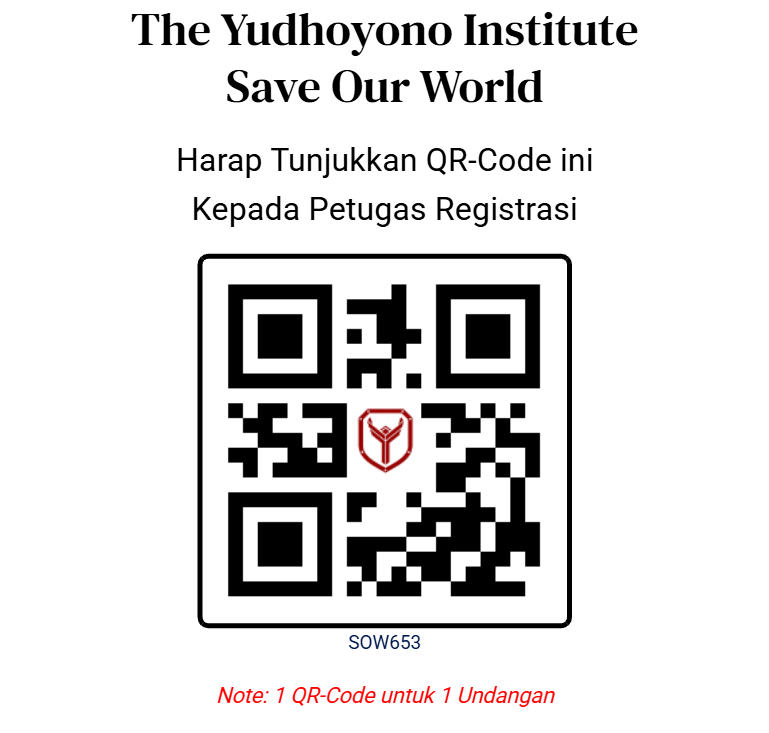 The Yudhoyono Institute
Save Our World
Harap Tunjukkan QR-Code ini
Kepada Petugas Registrasi
SOW653
Note: 1 QR-Code untuk 1 Undangan